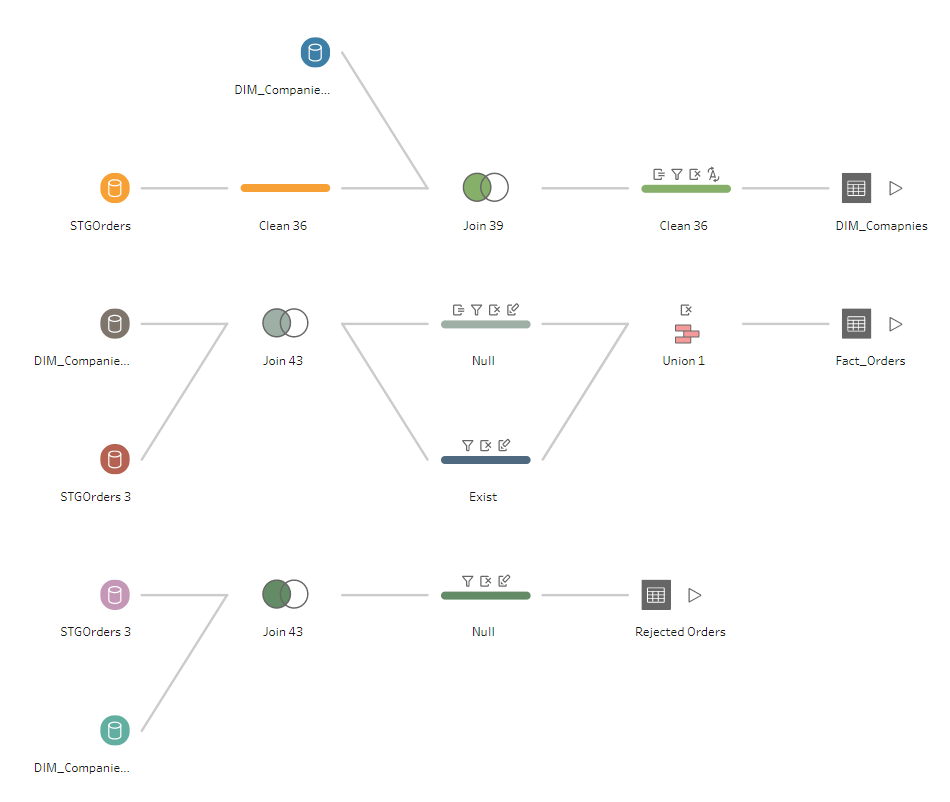 DIM_Companie...
STGOrders
Clean 36
Join 39
Clean 36
DIM_Comapnies
DIM_Companie...
Join 43
Null
Union 1
Fact_Orders
STGOrders 3
Exist
STGOrders 3
Join 43
Null
Rejected Orders
DIM_Companie...